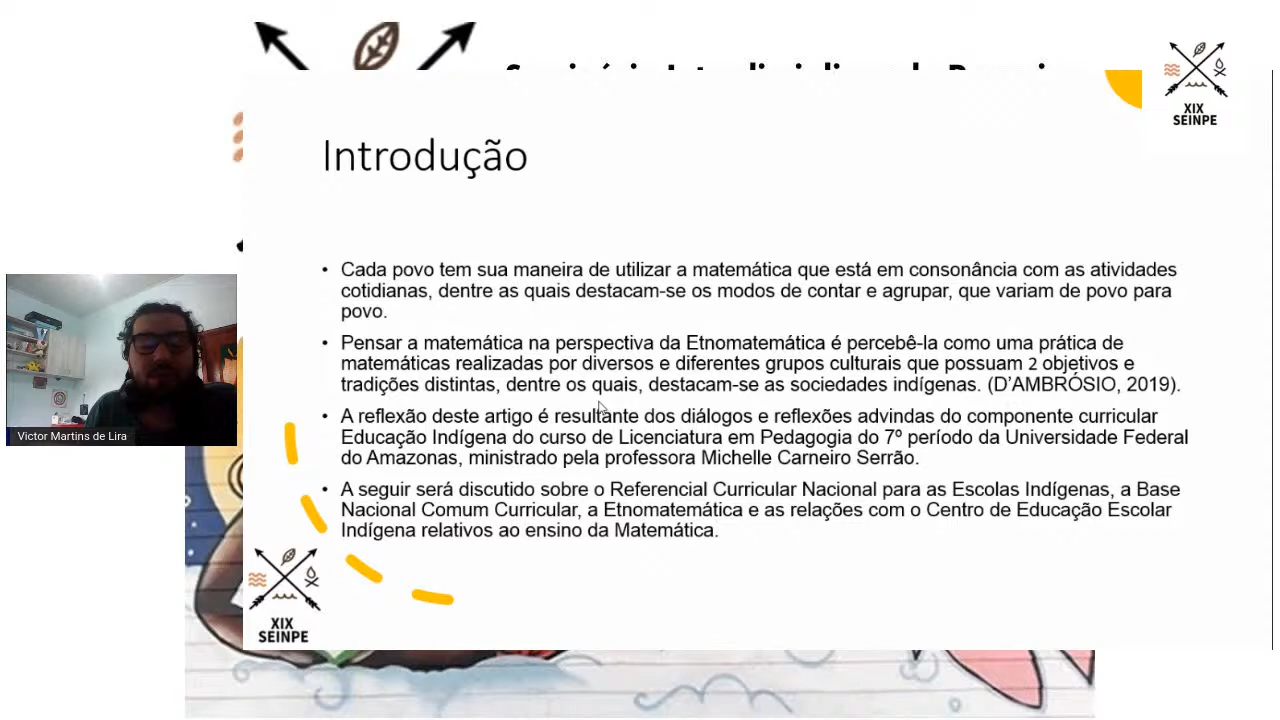 XIX
SEINPE
Introdução
• Cada povo tem sua maneira de utilizar a matemática que está em consonância com as atividades
cotidianas, dentre as quais destacam-se os modos de contar e agrupar, que variam de povo para
povo.
• Pensar a matemática na perspectiva da Etnomatemática é percebê-la como uma prática de
matemáticas realizadas por diversos e diferentes grupos culturais que possuam 2 objetivos e
tradições distintas, dentre os quais, destacam-se as sociedades indígenas. (D’AMBRÓSIO, 2019).
• A reflexão deste artigo é resultante dos diálogos e reflexões advindas do componente curricular
Educação Indígena do curso de Licenciatura em Pedagogia do 7º período da Universidade Federal
do Amazonas, ministrado pela professora Michelle Carneiro Serrão.
• A seguir será discutido sobre o Referencial Curricular Nacional para as Escolas Indígenas, a Base
Nacional Comum Curricular, a Etnomatemática e as relações com o Centro de Educação Escolar
Indígena relativos ao ensino da Matemática.
Victor Martins de Lira
XIX
SEINPE